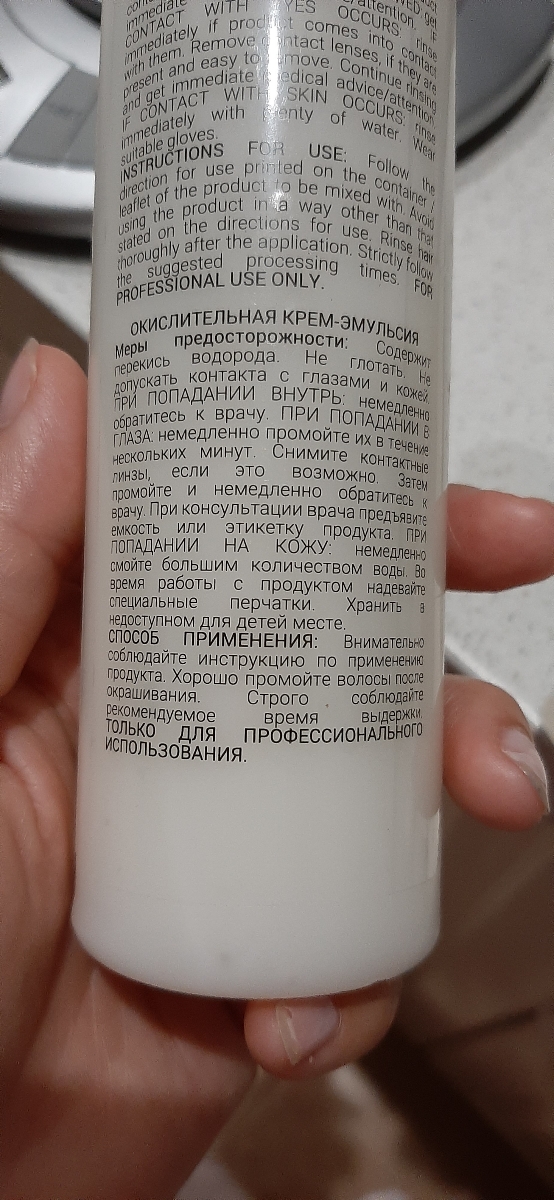 immediate
/attention. IF
CONTACT WITH EYES OCCURS: rinse
immediately if product comes into contact
with them. Remove contact lenses, if they are
present and easy to remove. Continue rinsing
and get immediate medical advice/attention
IF CONTACT WITH SKIN OCCURS: rinse
immediately with plenty of water. Wear
suitable gloves.
INSTRUCTIONS FOR USE: Follow the
direction for use printed on the container /
leaflet of the product to be mixed with. Avoid
using the product in a way other than that
stated on the directions for use. Rinse hair
thoroughly after the application. Strictly follow
the suggested processing times. FOR
PROFESSIONAL USE ONLY.
ОКИСЛИТЕЛЬНАЯ КРЕМ-ЭМУЛЬСИЯ
Меры предосторожности: Содержит
перекись водорода. Не глотать. Не
допускать контакта с глазами и кожей.
ПРИ ПОПАДАНИИ ВНУТРЬ: немедленно
обратитесь к врачу. ПРИ ПОПАДАНИИ В
ГЛАЗА: немедленно промойте их в течение
нескольких минут. Снимите контактные
линзы, если это возможно. Затем
промойте и немедленно обратитесь к
врачу. При консультации врача предъявите
емкость или этикетку продукта. ПРИ
ПОПАДАНИИ НА КОЖУ: немедленно
смойте большим количеством воды. Во
время работы с продуктом надевайте
специальные перчатки. Хранить в
недоступном для детей месте.
СПОСОБ ПРИМЕНЕНИЯ: Внимательно
соблюдайте инструкцию по применению
продукта. Хорошо промойте волосы после
окрашивания. Строго соблюдайте
рекомендуемое время выдержки.
ТОЛЬКО ДЛЯ ПРОФЕССИОНАЛЬНОГО
ИСПОЛЬЗОВАНИЯ.